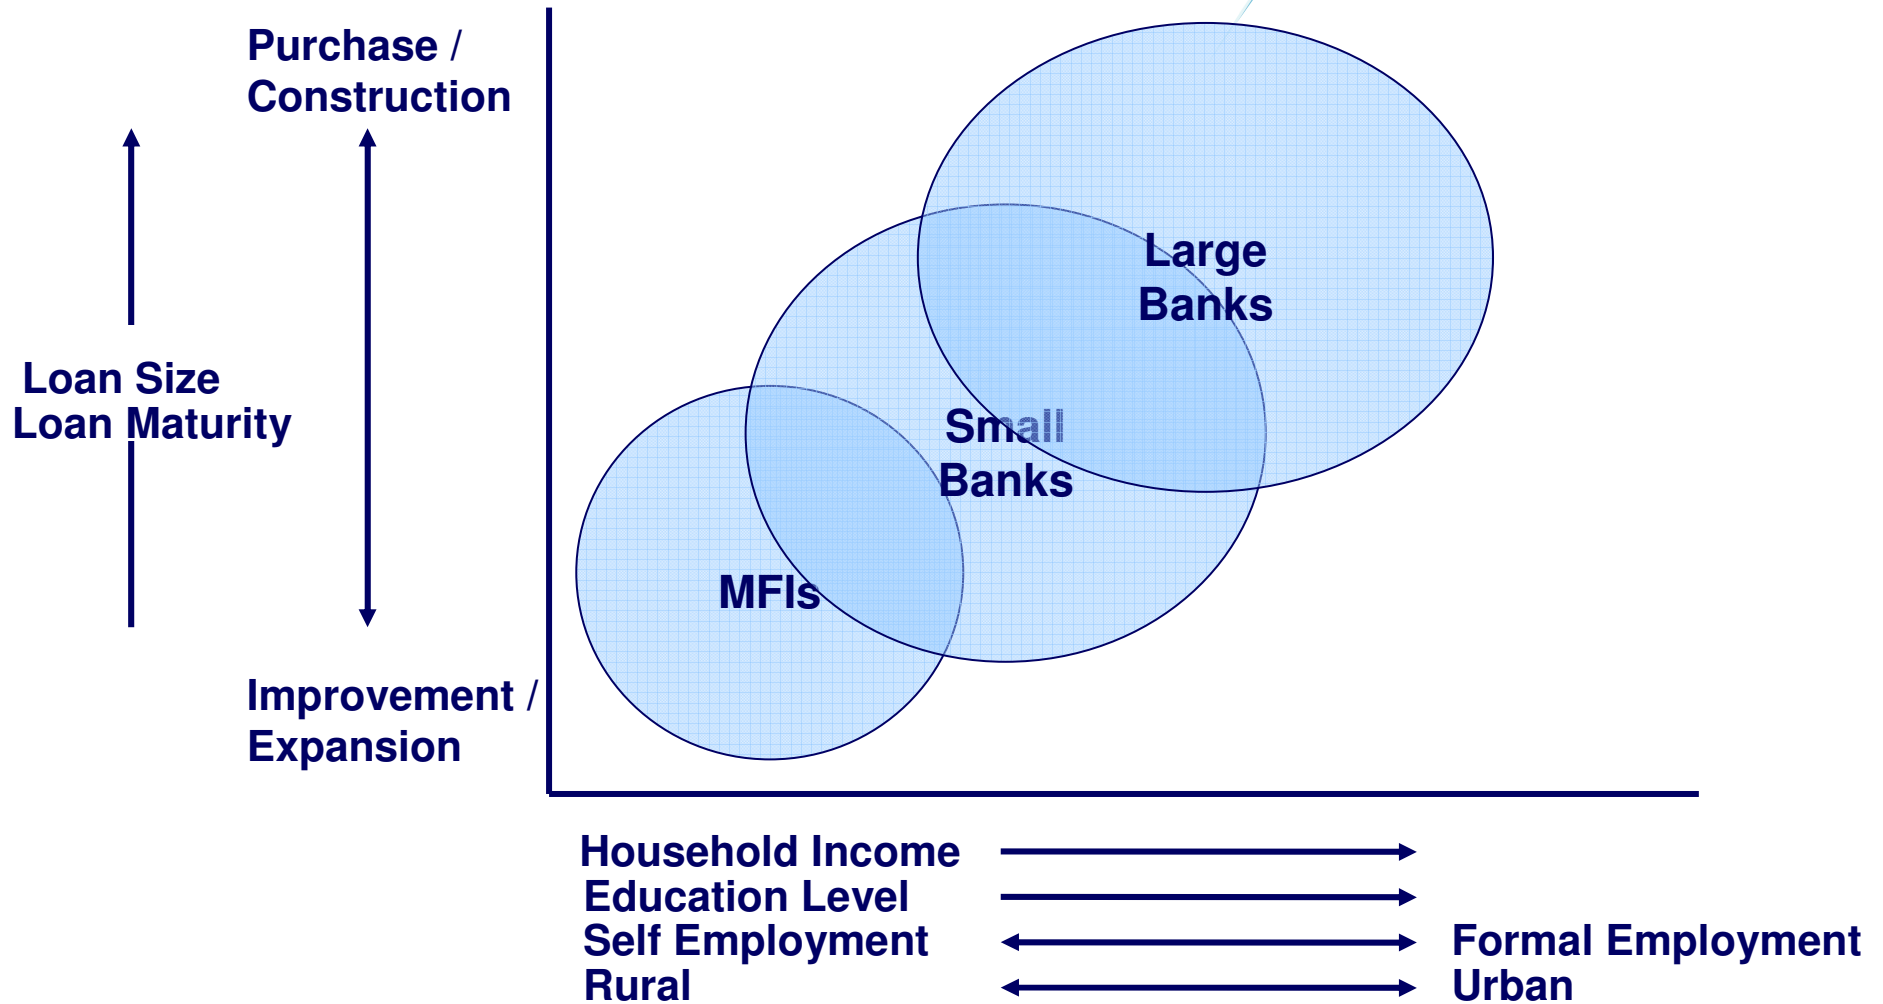 Purchase /
Construction
Loan Size
Loan Maturity
Improvement /
Expansion
Large
Banks
Small
Banks
MFIs
Household Income
Education Level
Self Employment Formal Employment
Rural Urban